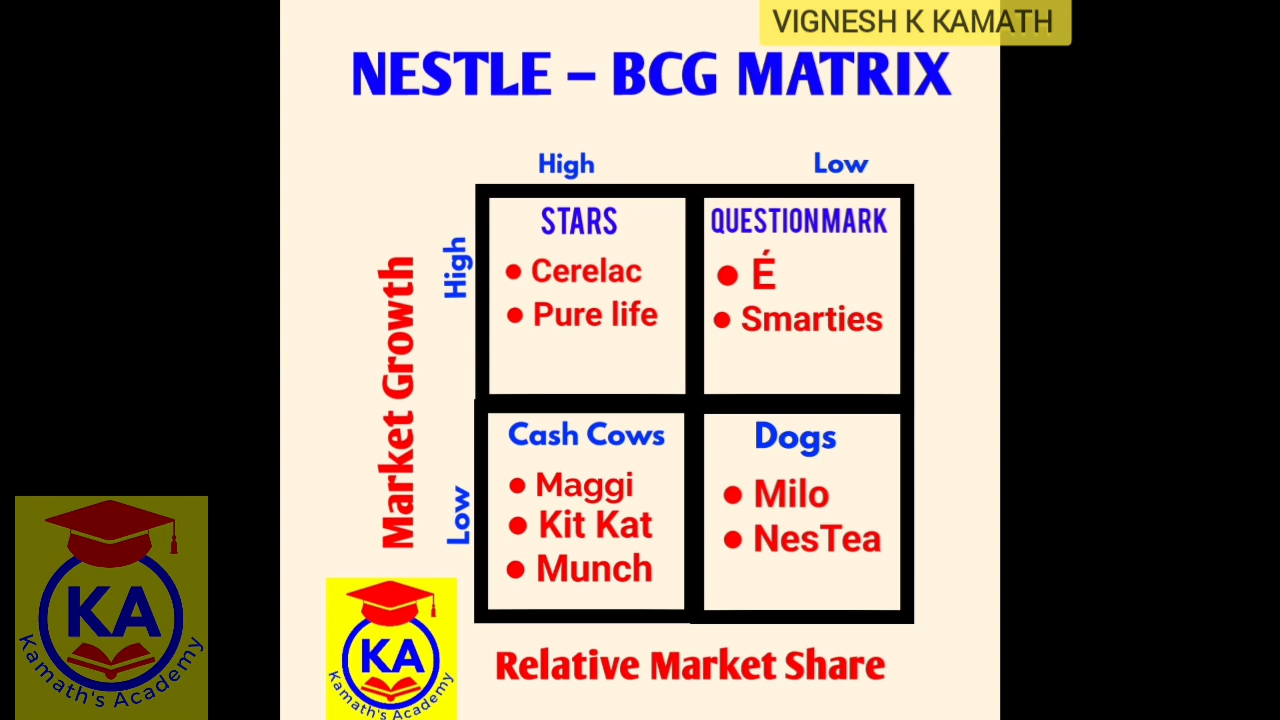 VIGNESH K KAMATH
NESTLE – BCG MATRIX
High
Low
Market Growth
High
STARS
• Cerelac
• Pure life
QUESTIONMARK
• É
• Smarties
Low
Cash Cows
• Maggi
• Kit Kat
• Munch
Dogs
• Milo
• NesTea
Relative Market Share
KA
Kamath's Academy
KA
Kamath's Academy